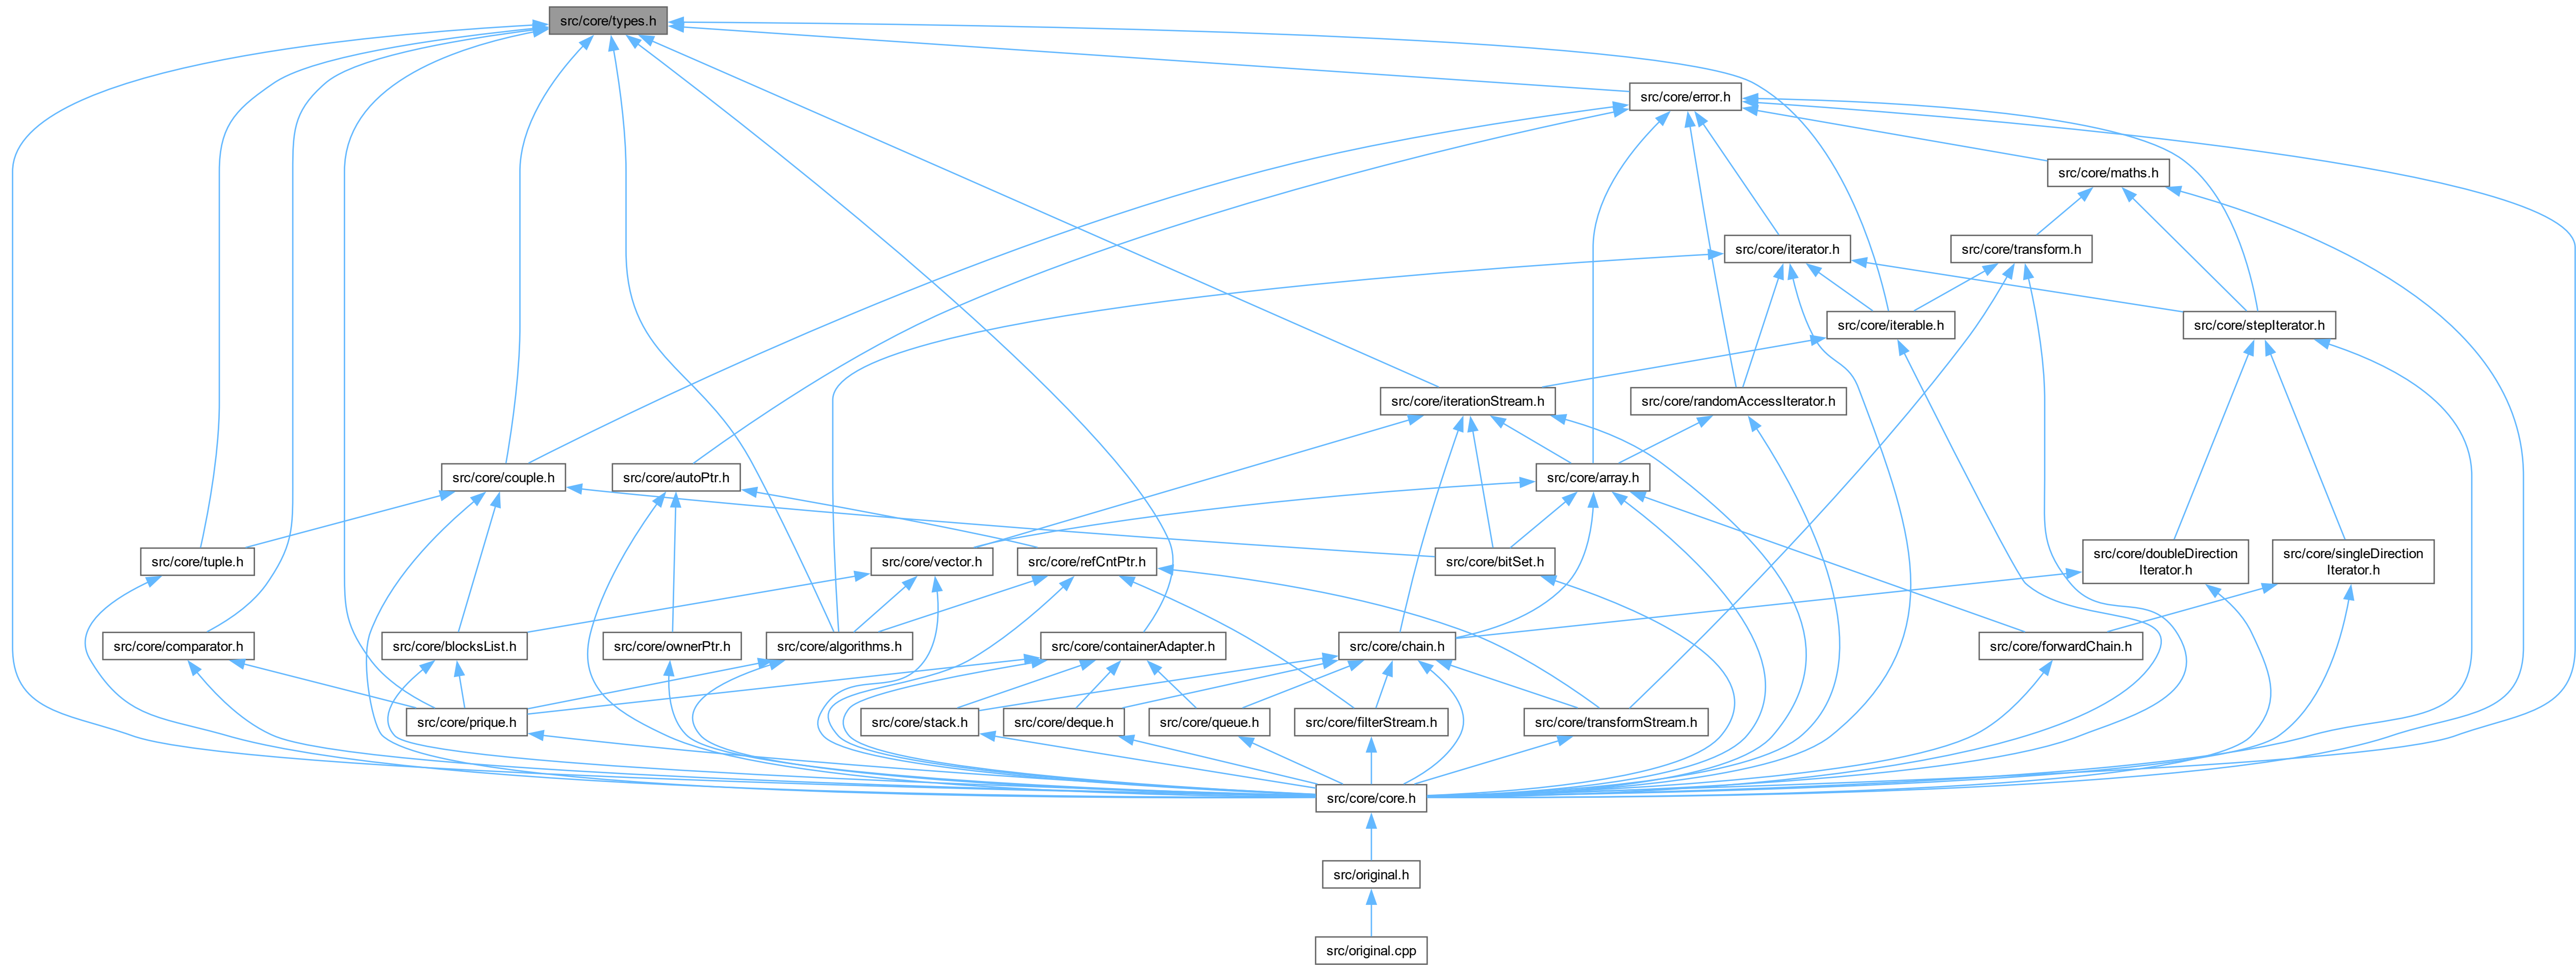 src/core/types.h
src/core/error.h
src/core/maths.h
src/core/iterator.h
src/core/transform.h
src/core/iterable.h
src/core/stepIterator.h
src/core/iterationStream.h
src/core/randomAccessIterator.h
src/core/couple.h
src/core/autoPtr.h
src/core/array.h
src/core/tuple.h
src/core/vector.h
src/core/refCntPtr.h
src/core/bitSet.h
src/core/doubleDirection
Iterator.h
src/core/singleDirection
Iterator.h
src/core/comparator.h
src/core/blocksList.h
src/core/ownerPtr.h
src/core/algorithms.h
src/core/containerAdapter.h
src/core/chain.h
src/core/forwardChain.h
src/core/prique.h
src/core/stack.h
src/core/deque.h
src/core/queue.h
src/core/filterStream.h
src/core/transformStream.h
src/core/core.h
src/original.h
src/original.cpp